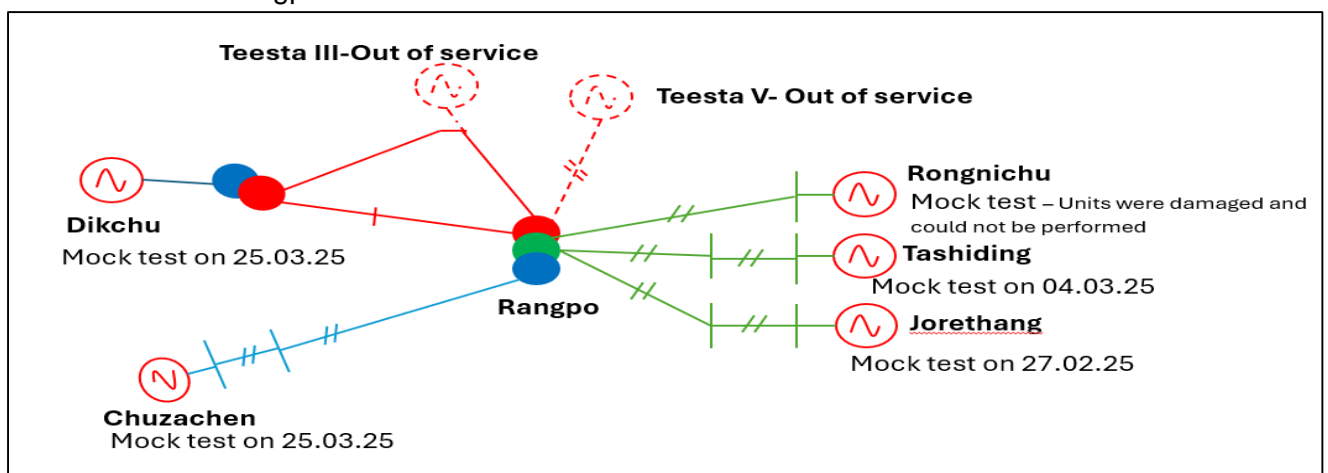 Teesta III-Out of service
Teesta V- Out of service
Rongnichu
Mock test – Units were damaged and
could not be performed
Dikchu
Mock test on 25.03.25
Tashiding
Mock test on 04.03.25
Rangpo
Jorethang
Mock test on 27.02.25
Chuzachen
Mock test on 25.03.25